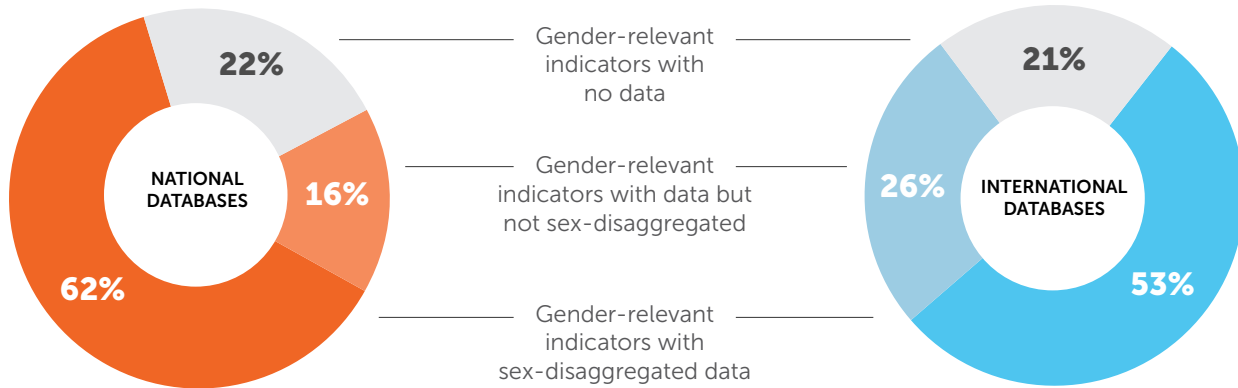 22%
16%
62%
NATIONAL
DATABASES
Gender-relevant
indicators with
no data
Gender-relevant
indicators with data but
not sex-disaggregated
Gender-relevant
indicators with
sex-disaggregated data
21%
26%
53%
INTERNATIONAL
DATABASES